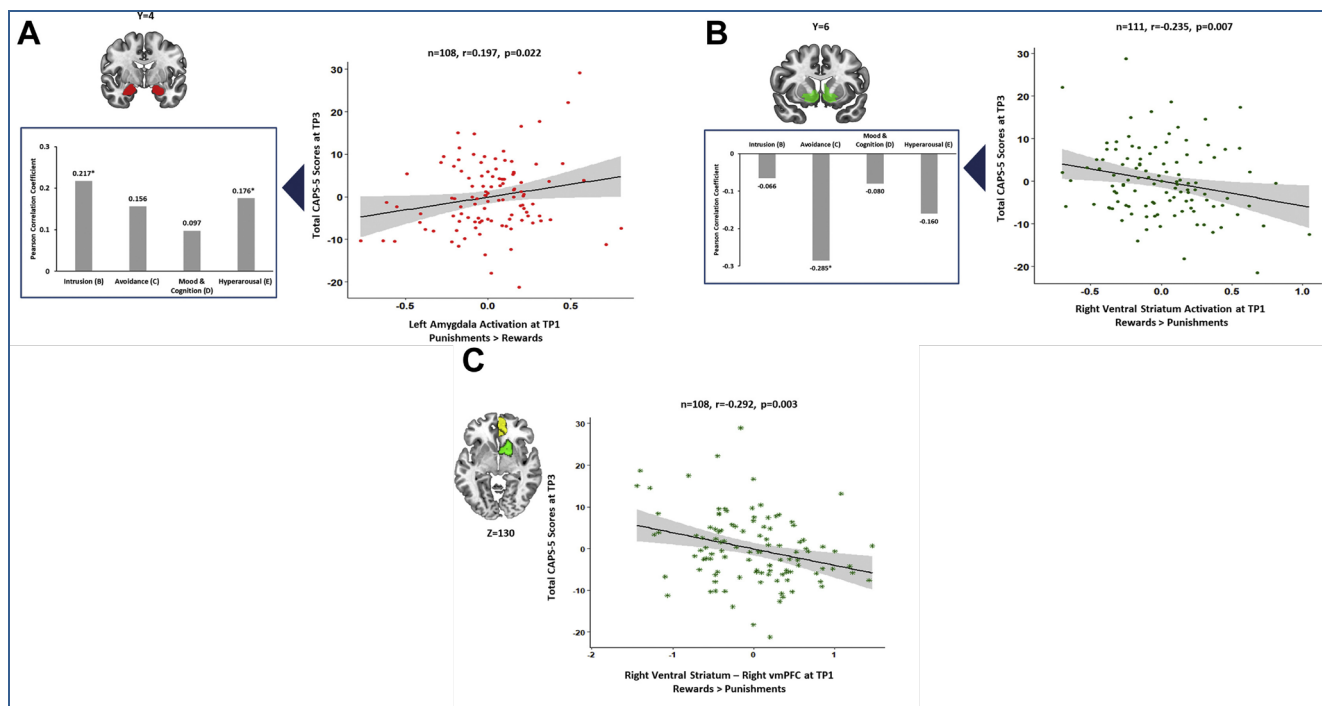 A
Y=4
n=108, r=0.197, p=0.022
Total CAPS-5 Scores at TP3
30
20
10
0
-10
-20
-0.5
0.0
0.5
Left Amygdala Activation at TP1
Punishments > Rewards
Pearson Correlation Coefficient
0.3
0.2
0.1
0
0.217*
0.156
0.097
0.176*
Intrusion (B)
Avoidance (C)
Mood &
Cognition (D)
Hyperarousal (E)
B
Y=6
n=111, r=-0.235, p=0.007
Total CAPS-5 Scores at TP3
30
20
10
0
-10
-20
-0.5
0.0
0.5
1.0
Right Ventral Striatum Activation at TP1
Rewards > Punishments
Pearson Correlation Coefficient
Intrusion (B)
Avoidance (C)
Mood &
Cognition (D)
Hyperarousal (E)
0
-0.1
-0.2
-0.3
-0.066
-0.285*
-0.080
-0.160
C
Z=130
n=108, r=-0.292, p=0.003
Total CAPS-5 Scores at TP3
30
20
10
0
-10
-20
-2
-1
0
1
Right Ventral Striatum – Right vmPFC at TP1
Rewards > Punishments